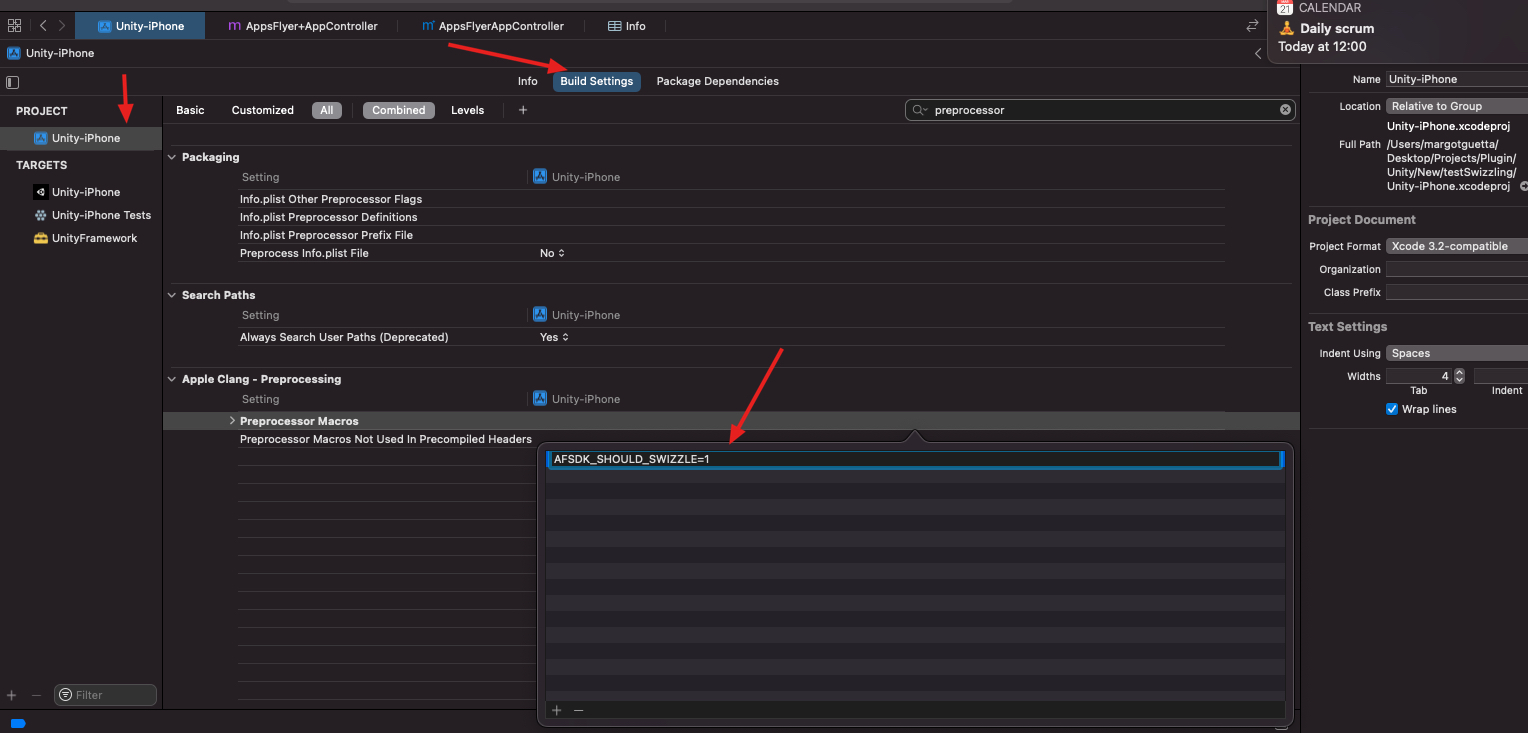 Unity-iPhone
AppsFlyer+AppController
AppsFlyerAppController
Info
21
CALENDAR
Daily scrum
Today at 12:00
Unity-iPhone
Info
Build Settings
Package Dependencies
PROJECT
Unity-iPhone
TARGETS
Unity-iPhone
Unity-iPhone Tests
UnityFramework
Filter
Basic
Customized
All
Combined
Levels
preprocessor
Packaging
Setting
Unity-iPhone
Info.plist Other Preprocessor Flags
Info.plist Preprocessor Definitions
Info.plist Preprocessor Prefix File
Preprocess Info.plist File
No
Search Paths
Setting
Unity-iPhone
Always Search User Paths (Deprecated)
Yes
Apple Clang - Preprocessing
Setting
Unity-iPhone
Preprocessor Macros
Preprocessor Macros Not Used In Precompiled Headers
AFSDK_SHOULD_SWIZZLE=1
Name Unity-iPhone
Location Relative to Group
Unity-iPhone.xcodeproj
Full Path /Users/margotguetta/
Desktop/Projects/Plugin/
Unity/New/testSwizzling/
Unity-iPhone.xcodeproj
Project Document
Project Format Xcode 3.2-compatible
Organization
Class Prefix
Text Settings
Indent Using Spaces
Widths 4
Tab Indent
Wrap lines